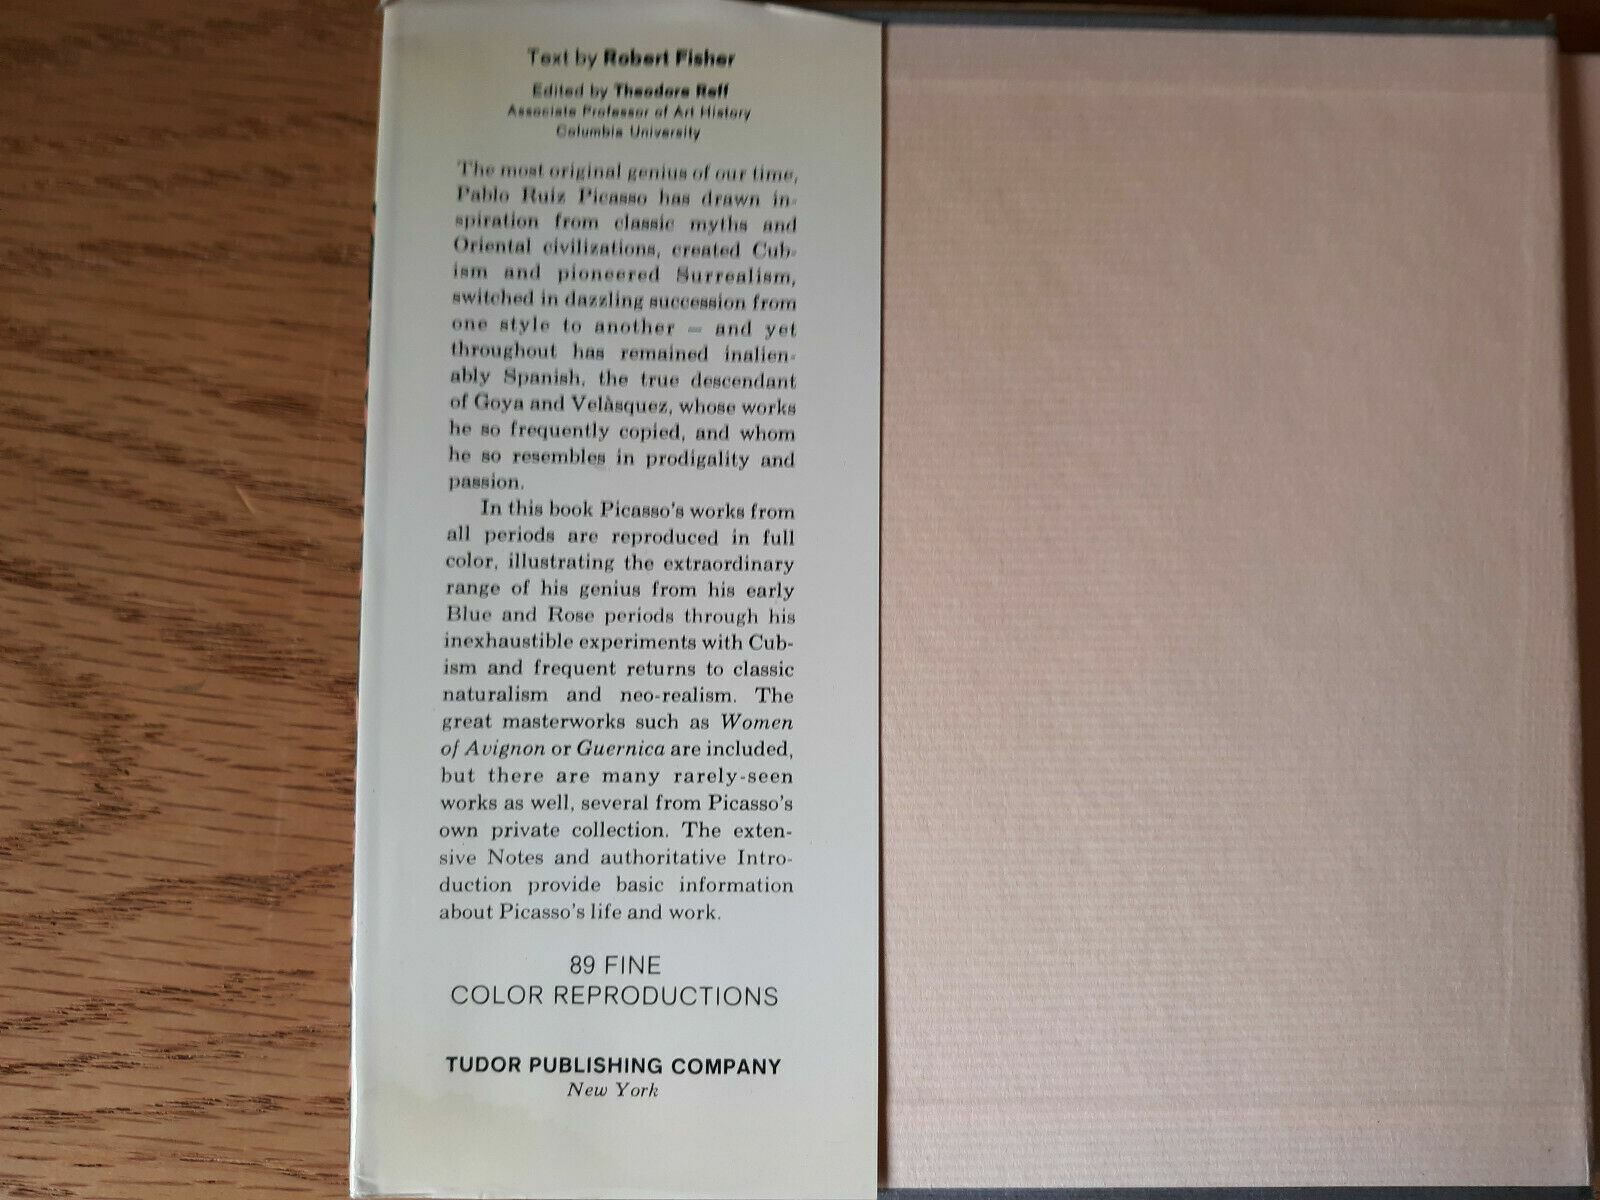 Text by Robert Fisher
Edited by Theodore Reff
Associate Professor of Art History
Columbia University
The most original genius of our time,
Pablo Ruiz Picasso has drawn in-
spiration from classic myths and
Oriental civilizations, created Cub-
ism and pioneered Surrealism,
switched in dazzling succession from
one style to another — and yet
throughout has remained inalien-
ably Spanish, the true descendant
of Goya and Velàsquez, whose works
he so frequently copied, and whom
he so resembles in prodigality and
passion.
In this book Picasso's works from
all periods are reproduced in full
color, illustrating the extraordinary
range of his genius from his early
Blue and Rose periods through his
inexhaustible experiments with Cub-
ism and frequent returns to classic
naturalism and neo-realism. The
great masterworks such as Women
of Avignon or Guernica are included,
but there are many rarely-seen
works as well, several from Picasso's
own private collection. The exten-
sive Notes and authoritative Intro-
duction provide basic information
about Picasso's life and work.
89 FINE
COLOR REPRODUCTIONS
TUDOR PUBLISHING COMPANY
New York